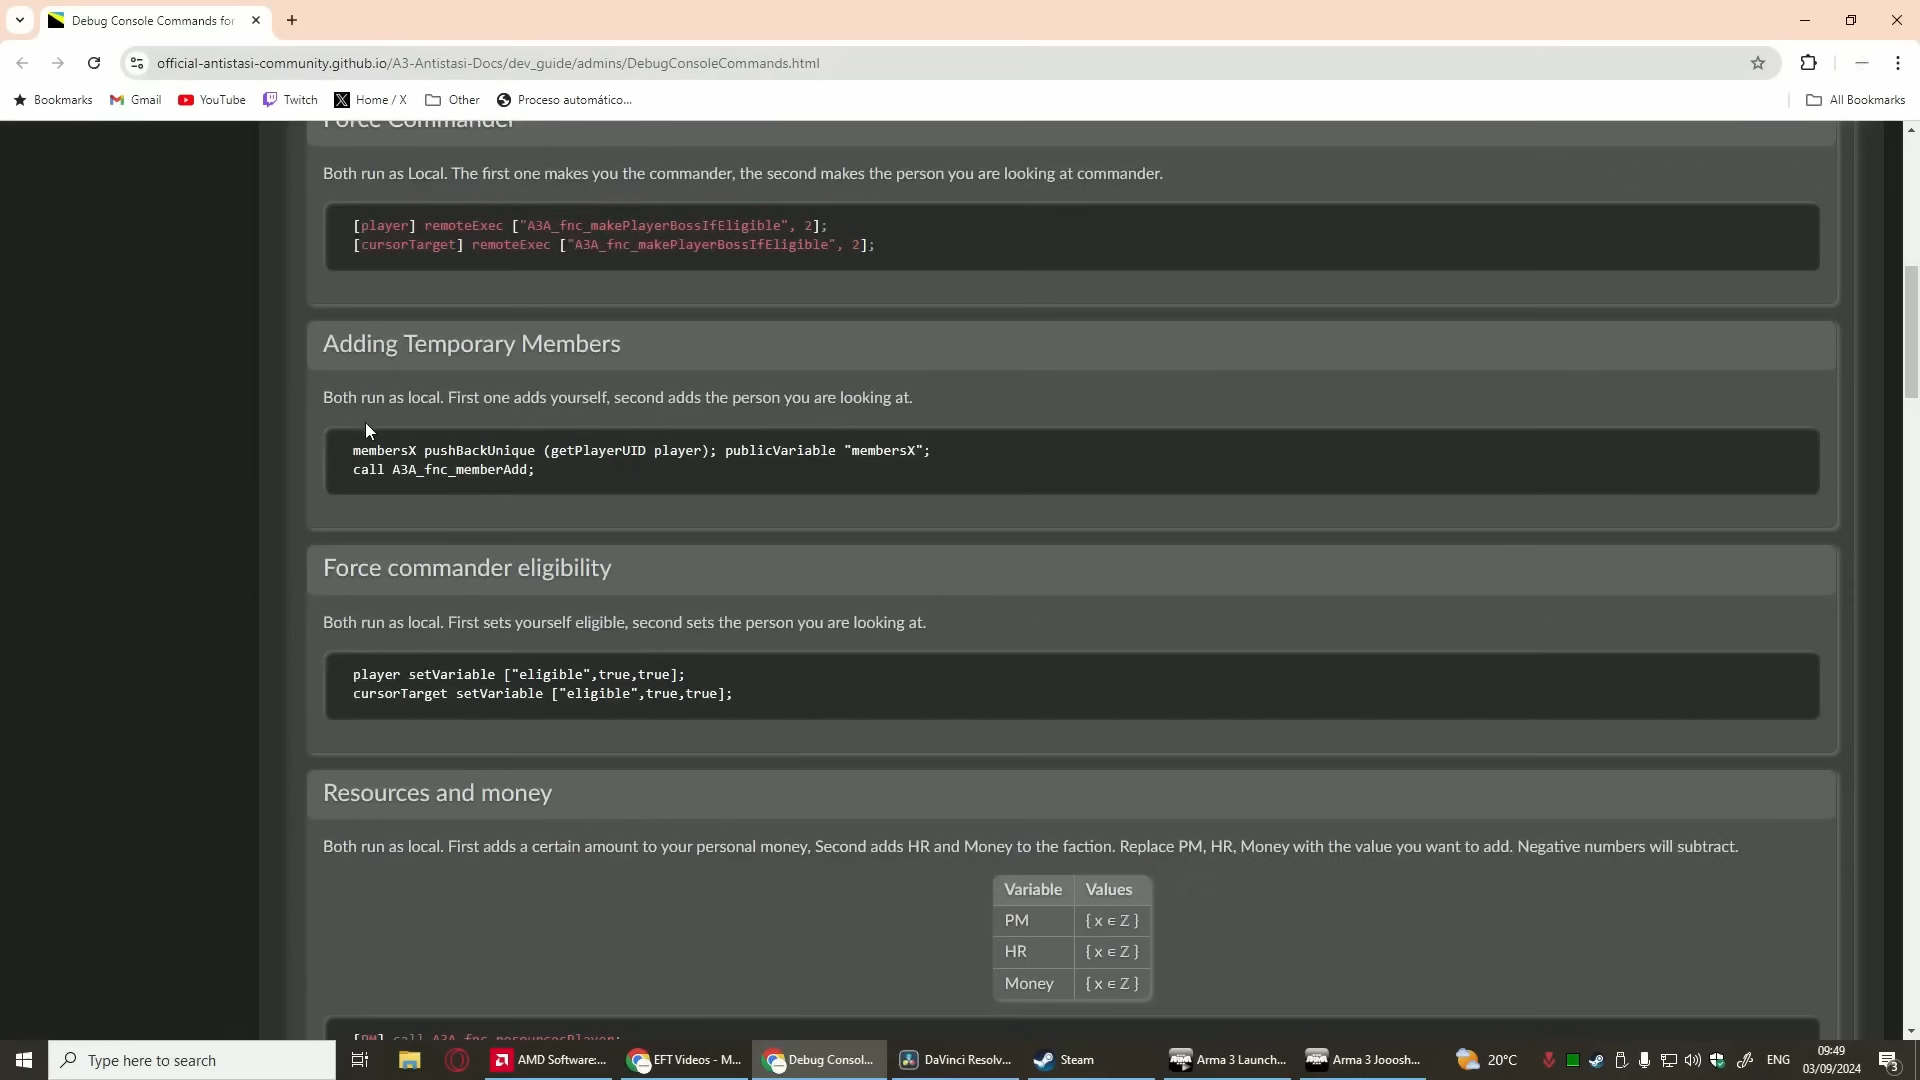 Debug Console Commands for
official-antistasi-community.github.io/A3-Antistasi-Docs/dev_guide/admins/DebugConsoleCommands.html
Bookmarks Gmail YouTube Twitch Home / X Other Proceso automático... All Bookmarks
Force Commander
Both run as Local. The first one makes you the commander, the second makes the person you are looking at commander.
[player] remoteExec ["A3A_fnc_makePlayerBossIfEligible", 2];
[cursorTarget] remoteExec ["A3A_fnc_makePlayerBossIfEligible", 2];
Adding Temporary Members
Both run as local. First one adds yourself, second adds the person you are looking at.
membersX pushBackUnique (getPlayerUID player); publicVariable "membersX";
call A3A_fnc_memberAdd;
Force commander eligibility
Both run as local. First sets yourself eligible, second sets the person you are looking at.
player setVariable ["eligible",true,true];
cursorTarget setVariable ["eligible",true,true];
Resources and money
Both run as local. First adds a certain amount to your personal money, Second adds HR and Money to the faction. Replace PM, HR, Money with the value you want to add. Negative numbers will subtract.
Variable Values
PM { x ∈ ℤ }
HR { x ∈ ℤ }
Money { x ∈ ℤ }
[PM] call A3A_fnc_resourcesPlayer;
Type here to search AMD Software:... EFT Videos - M... Debug Consol... DaVinci Resolv... Steam Arma 3 Launch... Arma 3 Jooosh... 20°C ENG 09:49
03/09/2024 3